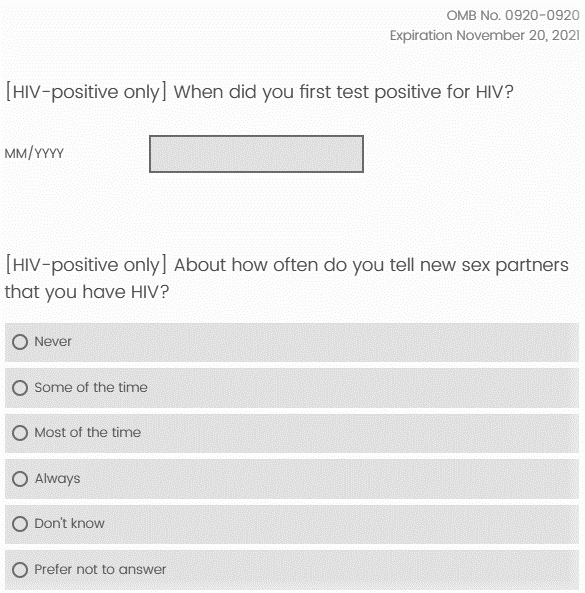 OMB No. 0920-0920
Expiration November 20, 2021
[HIV-positive only] When did you first test positive for HIV?
MM/YYYY
[HIV-positive only] About how often do you tell new sex partners
that you have HIV?
Never
Some of the time
Most of the time
Always
Don't know
Prefer not to answer